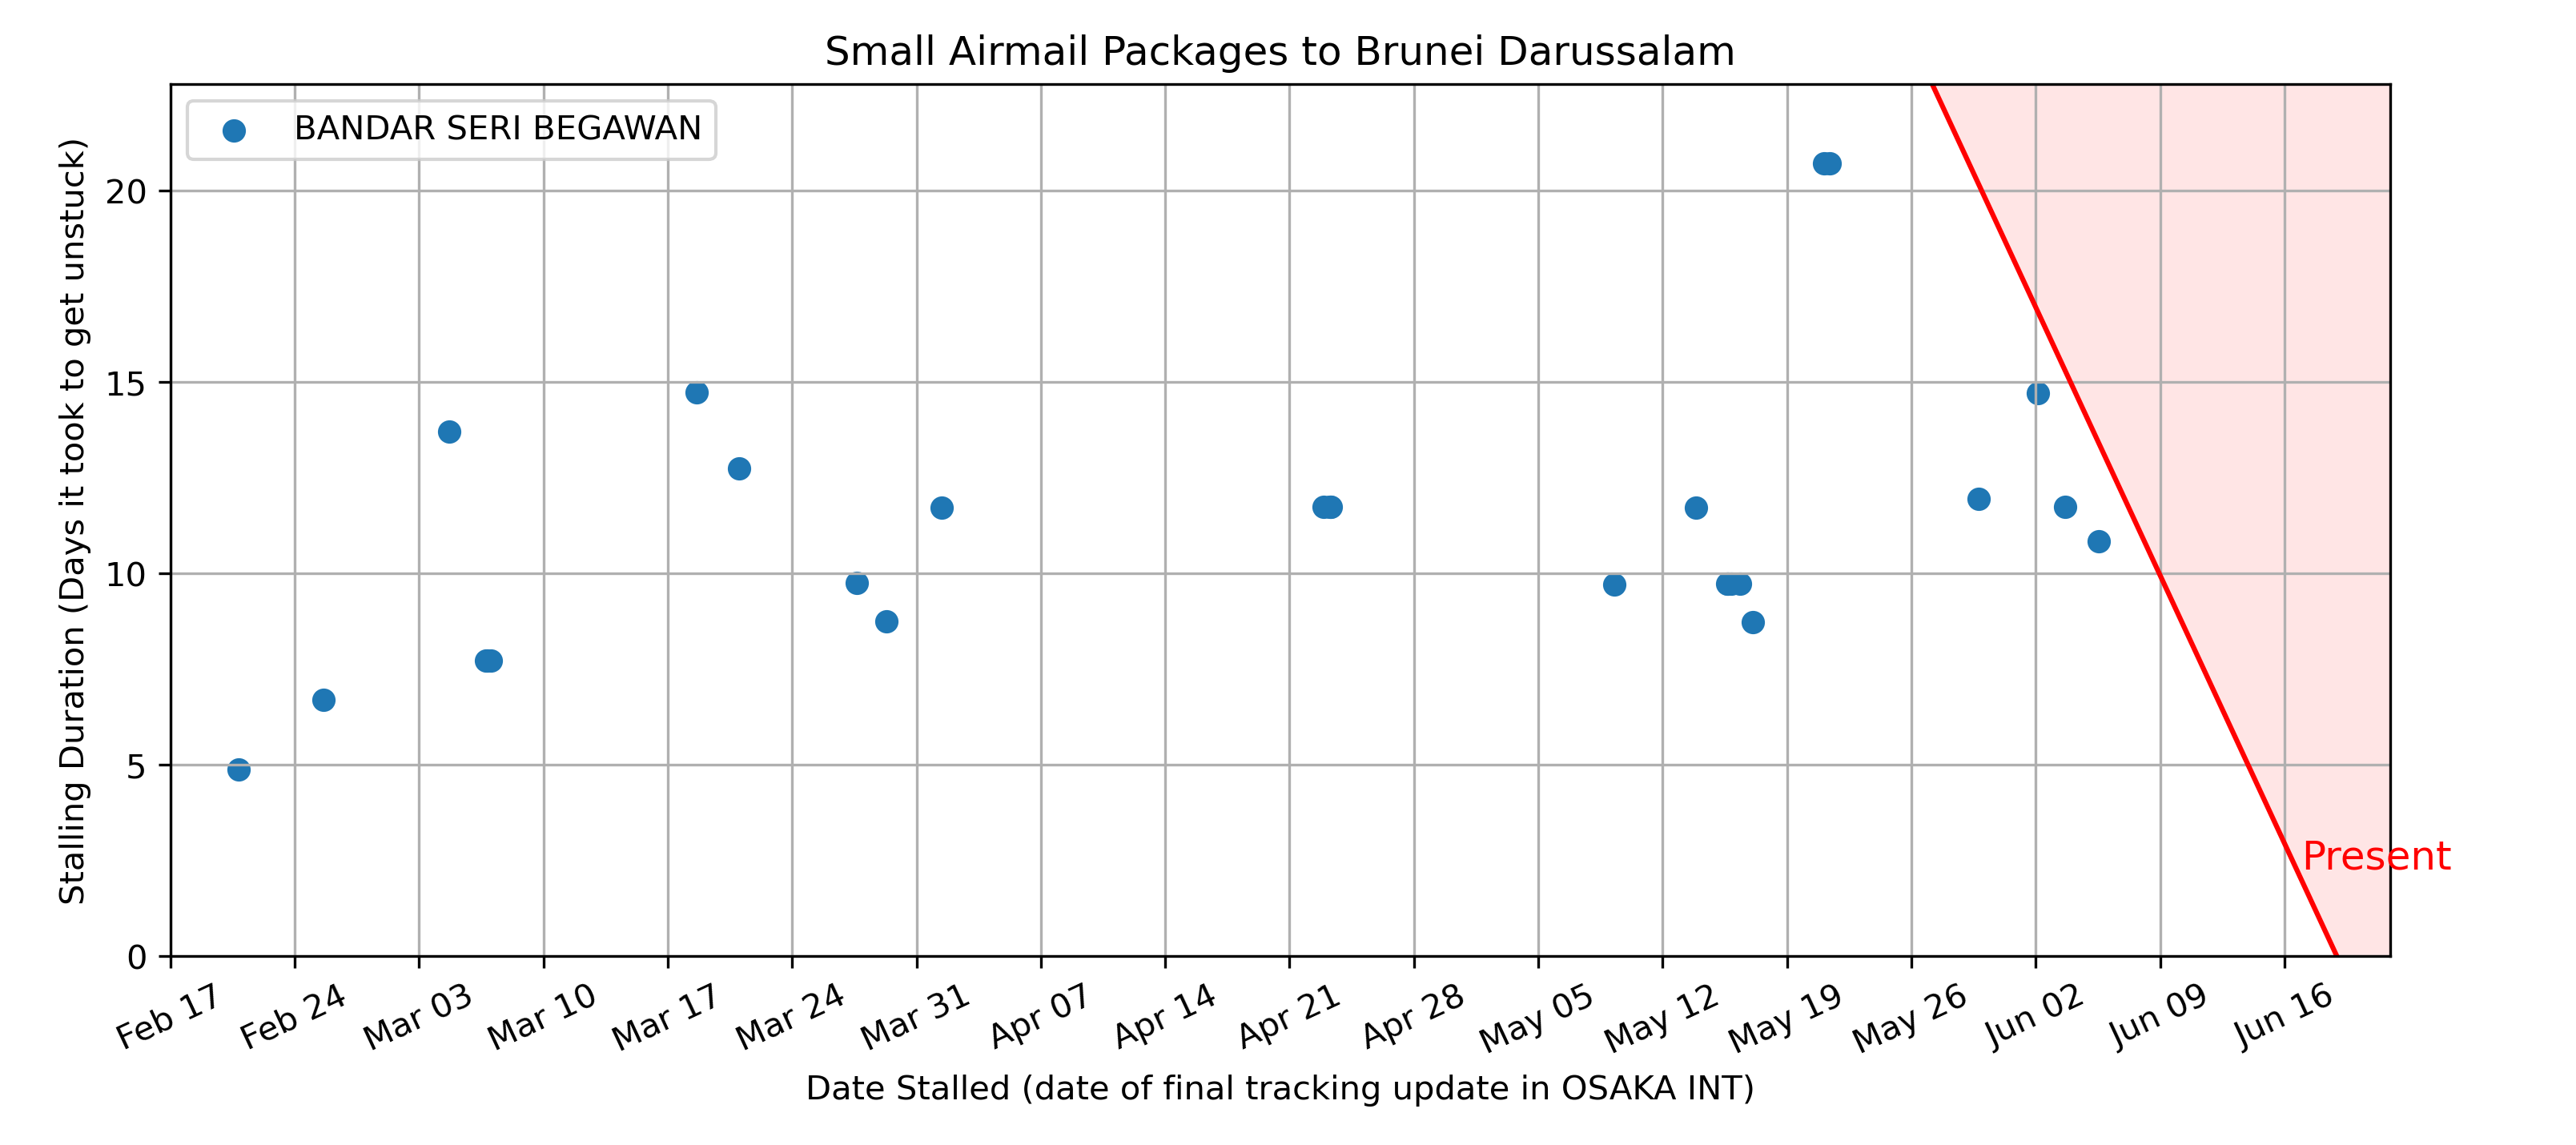 Small Airmail Packages to Brunei Darussalam
BANDAR SERI BEGAWAN
Stalling Duration (Days it took to get unstuck)
20
15
10
5
0
Present
Feb 17
Feb 24
Mar 03
Mar 10
Mar 17
Mar 24
Mar 31
Apr 07
Apr 14
Apr 21
Apr 28
May 05
May 12
May 19
May 26
Jun 02
Jun 09
Jun 16
Date Stalled (date of final tracking update in OSAKA INT)